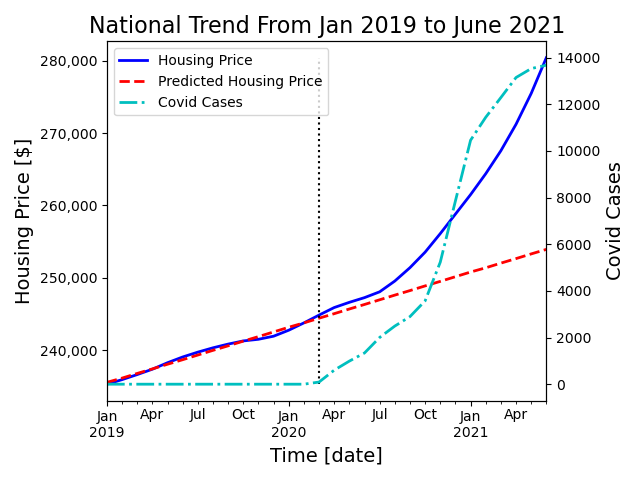 National Trend From Jan 2019 to June 2021
Housing Price
Predicted Housing Price
Covid Cases
280,000
270,000
260,000
250,000
240,000
Housing Price [$]
14000
12000
10000
8000
6000
4000
2000
0
Covid Cases
Jan Apr Jul Oct Jan Apr Jul Oct Jan Apr
2019 2020 2021
Time [date]